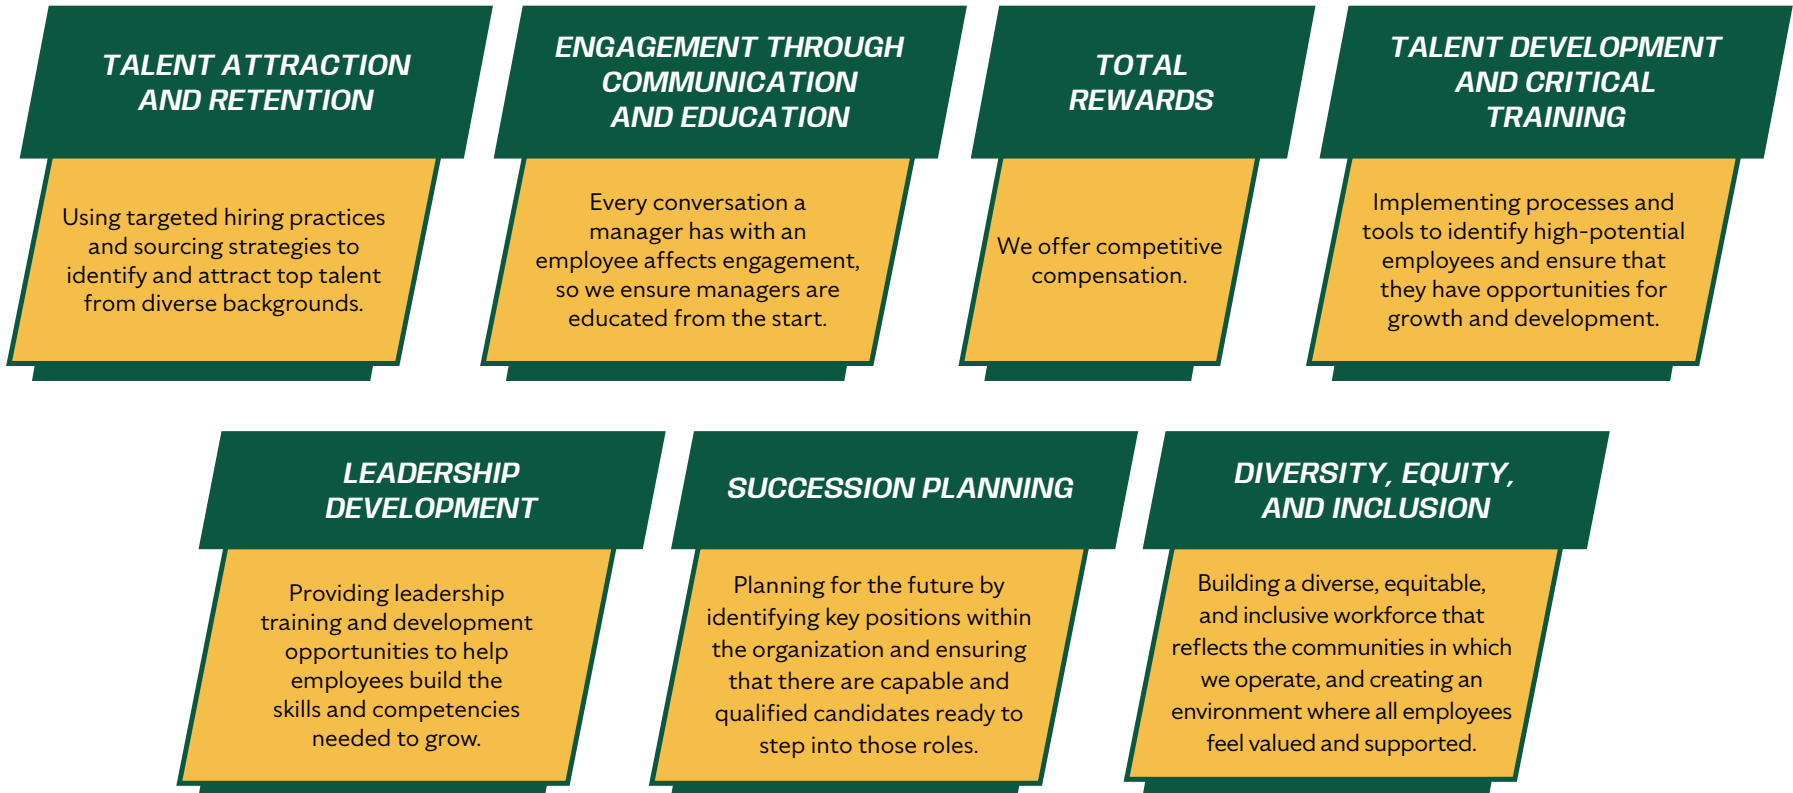 TALENT ATTRACTION
AND RETENTION
Using targeted hiring practices
and sourcing strategies to
identify and attract top talent
from diverse backgrounds.
ENGAGEMENT THROUGH
COMMUNICATION
AND EDUCATION
Every conversation a
manager has with an
employee affects engagement,
so we ensure managers are
educated from the start.
TOTAL
REWARDS
We offer competitive
compensation.
TALENT DEVELOPMENT
AND CRITICAL
TRAINING
Implementing processes and
tools to identify high-potential
employees and ensure that
they have opportunities for
growth and development.
LEADERSHIP
DEVELOPMENT
Providing leadership
training and development
opportunities to help
employees build the
skills and competencies
needed to grow.
SUCCESSION PLANNING
Planning for the future by
identifying key positions within
the organization and ensuring
that there are capable and
qualified candidates ready to
step into those roles.
DIVERSITY, EQUITY,
AND INCLUSION
Building a diverse, equitable,
and inclusive workforce that
reflects the communities in which
we operate, and creating an
environment where all employees
feel valued and supported.